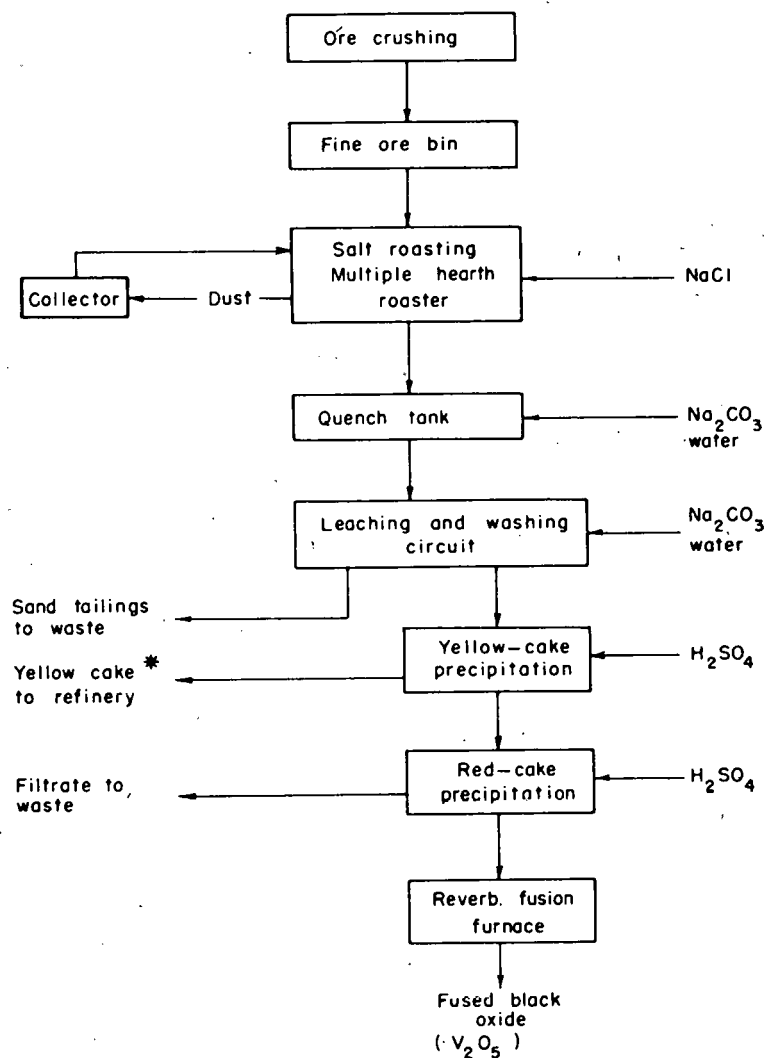 Ore crushing
Fine ore bin
Salt roasting
Multiple hearth
roaster
NaCl
Collector
Dust
Quench tank
Na2CO3
water
Leaching and washing
circuit
Na2CO3
water
Sand tailings
to waste
Yellow-cake
precipitation
H2SO4
Yellow cake *
to refinery
Red-cake
precipitation
H2SO4
Filtrate to
waste
Reverb. fusion
furnace
Fused black
oxide
(V2O5)